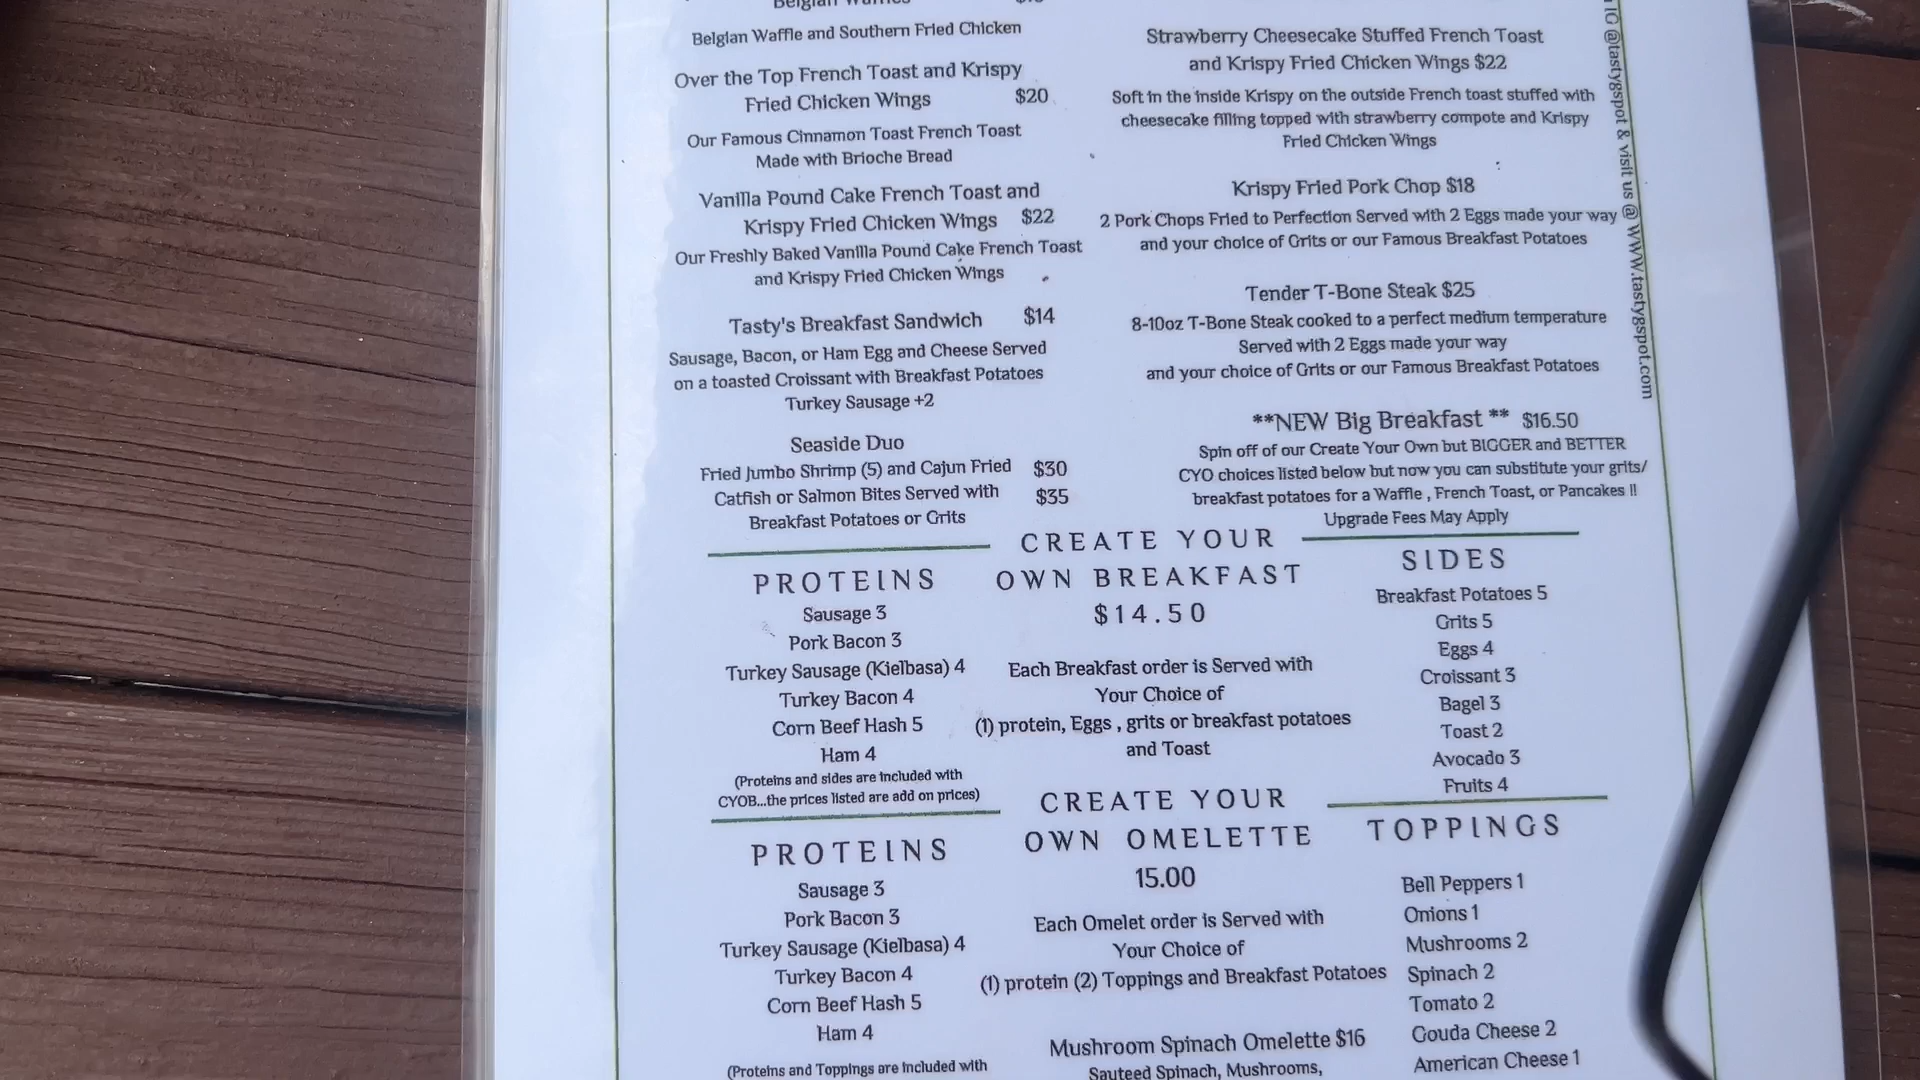 Belgian Waffles
Belgian Waffle and Southern Fried Chicken
Over the Top French Toast and Krispy
Fried Chicken Wings $20
Our Famous Cinnamon Toast French Toast
Made with Brioche Bread
Vanilla Pound Cake French Toast and
Krispy Fried Chicken Wings $22
Our Freshly Baked Vanilla Pound Cake French Toast
and Krispy Fried Chicken Wings
Tasty's Breakfast Sandwich $14
Sausage, Bacon, or Ham Egg and Cheese Served
on a toasted Croissant with Breakfast Potatoes
Turkey Sausage +2
Seaside Duo
Fried Jumbo Shrimp (5) and Cajun Fried $30
Catfish or Salmon Bites Served with $35
Breakfast Potatoes or Grits
Strawberry Cheesecake Stuffed French Toast
and Krispy Fried Chicken Wings $22
Soft in the inside Krispy on the outside French toast stuffed with
cheesecake filling topped with strawberry compote and Krispy
Fried Chicken Wings
Krispy Fried Pork Chop $18
2 Pork Chops Fried to Perfection Served with 2 Eggs made your way
and your choice of Grits or our Famous Breakfast Potatoes
Tender T-Bone Steak $25
8-10oz T-Bone Steak cooked to a perfect medium temperature
Served with 2 Eggs made your way
and your choice of Grits or our Famous Breakfast Potatoes
**NEW Big Breakfast ** $16.50
Spin off of our Create Your Own but BIGGER and BETTER
CYO choices listed below but now you can substitute your grits/
breakfast potatoes for a Waffle , French Toast, or Pancakes !!
Upgrade Fees May Apply
IG @tastygspot & visit us @ www.tastygspot.com
PROTEINS
Sausage 3
Pork Bacon 3
Turkey Sausage (Kielbasa) 4
Turkey Bacon 4
Corn Beef Hash 5
Ham 4
(Proteins and sides are included with
CYOB...the prices listed are add on prices)
CREATE YOUR
OWN BREAKFAST
$14.50
Each Breakfast order is Served with
Your Choice of
(1) protein, Eggs , grits or breakfast potatoes
and Toast
SIDES
Breakfast Potatoes 5
Grits 5
Eggs 4
Croissant 3
Bagel 3
Toast 2
Avocado 3
Fruits 4
PROTEINS
Sausage 3
Pork Bacon 3
Turkey Sausage (Kielbasa) 4
Turkey Bacon 4
Corn Beef Hash 5
Ham 4
(Proteins and Toppings are included with
CREATE YOUR
OWN OMELETTE
15.00
Each Omelet order is Served with
Your Choice of
(1) protein (2) Toppings and Breakfast Potatoes
Mushroom Spinach Omelette $16
Sauteed Spinach, Mushrooms,
TOPPINGS
Bell Peppers 1
Onions 1
Mushrooms 2
Spinach 2
Tomato 2
Gouda Cheese 2
American Cheese 1